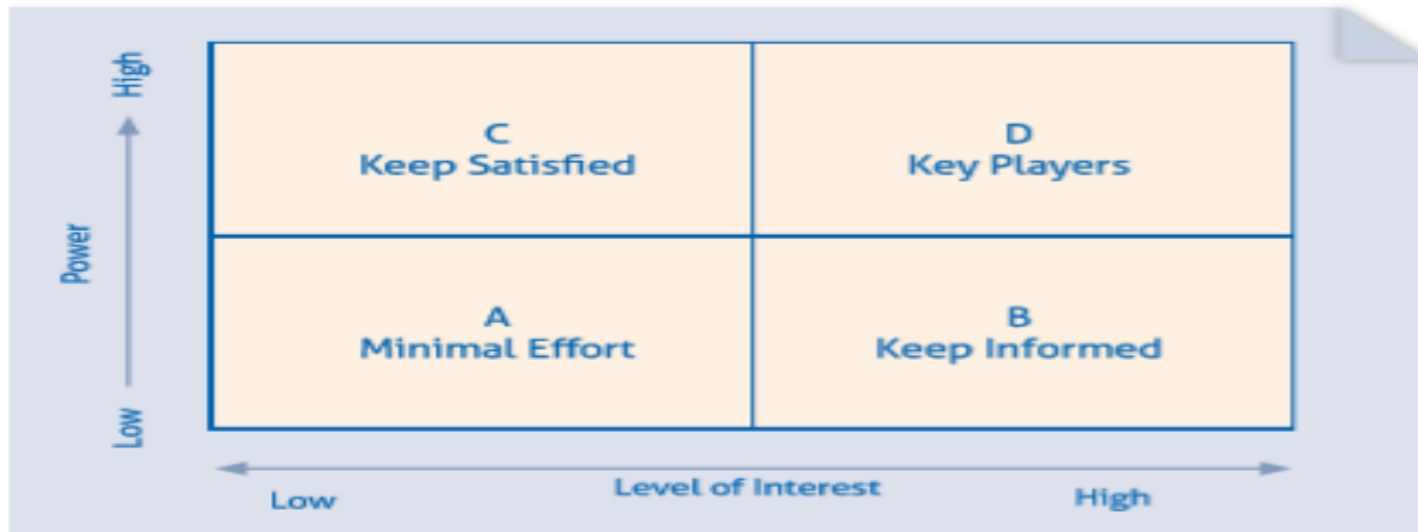 High
C
Keep Satisfied
D
Key Players
Power
A
Minimal Effort
B
Keep Informed
Low
Level of Interest
Low
High